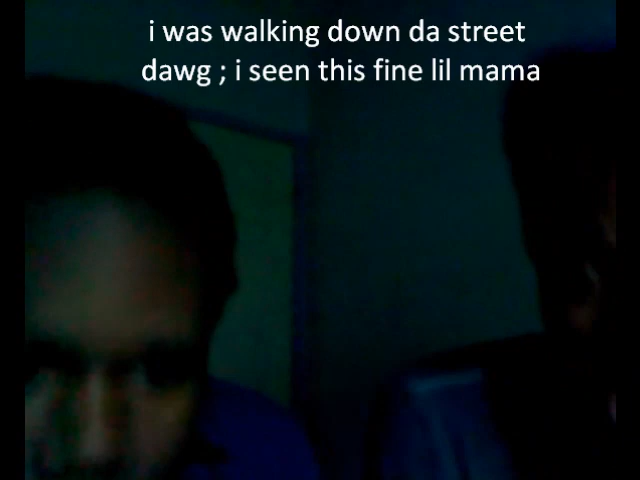 i was walking down da street
dawg ; i seen this fine lil mama